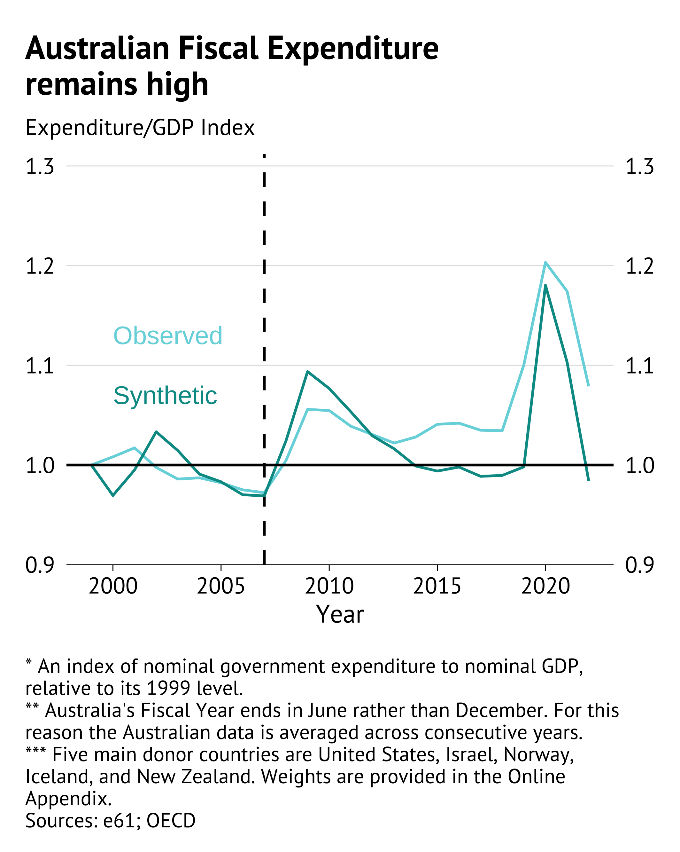 Australian Fiscal Expenditure
remains high
Expenditure/GDP Index
1.3 1.3
1.2 1.2
Observed
1.1 1.1
Synthetic
1.0 1.0
0.9 0.9
2000 2005 2010 2015 2020
Year
* An index of nominal government expenditure to nominal GDP,
relative to its 1999 level.
** Australia's Fiscal Year ends in June rather than December. For this
reason the Australian data is averaged across consecutive years.
*** Five main donor countries are United States, Israel, Norway,
Iceland, and New Zealand. Weights are provided in the Online
Appendix.
Sources: e61; OECD